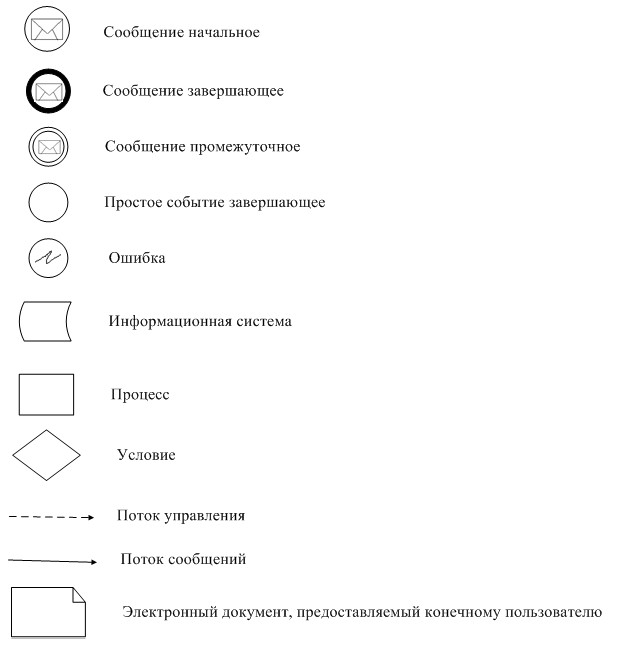 Сообщение начальное
Сообщение завершающее
Сообщение промежуточное
Простое событие завершающее
Ошибка
Информационная система
Процесс
Условие
Поток управления
Поток сообщений
Электронный документ, предоставляемый конечному пользователю